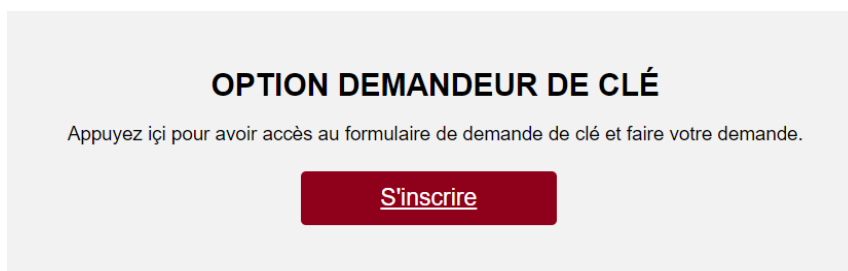 OPTION DEMANDEUR DE CLÉ
Appuyez içi pour avoir accès au formulaire de demande de clé et faire votre demande.
S'inscrire